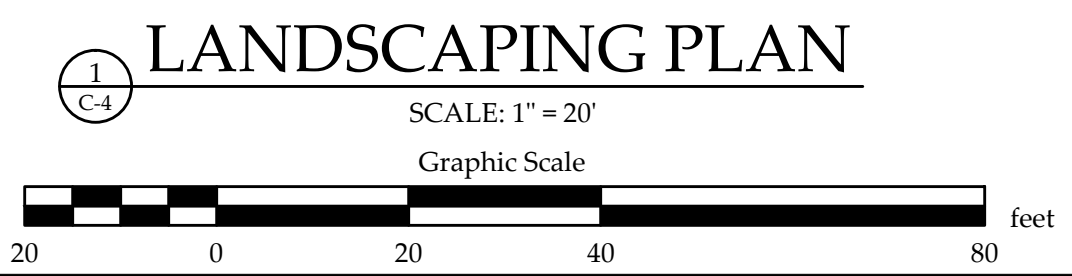 LANDSCAPING PLAN
1
C-4
SCALE: 1" = 20'
Graphic Scale
feet
20 0 20 40 80